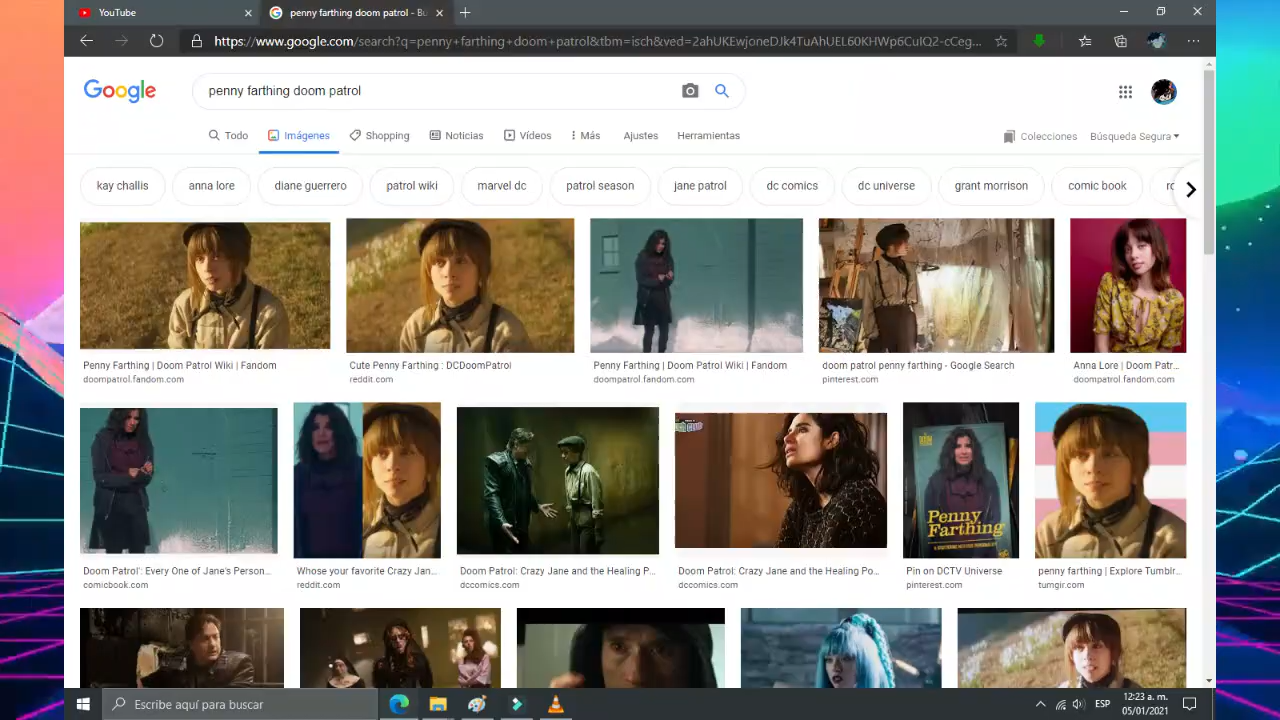 YouTube
penny farthing doom patrol - Bu
https://www.google.com/search?q=penny+farthing+doom+patrol&tbm=isch&ved=2ahUKEwjoneDJk4TuAhUEL60KHWp6CuIQ2-cCeg...
Google
penny farthing doom patrol
Todo Imágenes Shopping Noticias Vídeos Más Ajustes Herramientas Colecciones Búsqueda Segura
kay challis anna lore diane guerrero patrol wiki marvel dc patrol season jane patrol dc comics dc universe grant morrison comic book ro
Penny Farthing | Doom Patrol Wiki | Fandom
doompatrol.fandom.com
Cute Penny Farthing : DCDoomPatrol
reddit.com
Penny Farthing | Doom Patrol Wiki | Fandom
doompatrol.fandom.com
doom patrol penny farthing - Google Search
pinterest.com
Anna Lore | Doom Patr...
doompatrol.fandom.com
Penny
Farthing
Doom Patrol': Every One of Jane's Person...
comicbook.com
Whose your favorite Crazy Jan...
reddit.com
Doom Patrol: Crazy Jane and the Healing P...
dccomics.com
Doom Patrol: Crazy Jane and the Healing Po...
dccomics.com
Pin on DCTV Universe
pinterest.com
penny farthing | Explore Tumblr...
tumgir.com
Escribe aquí para buscar
ESP
12:23 a. m.
05/01/2021